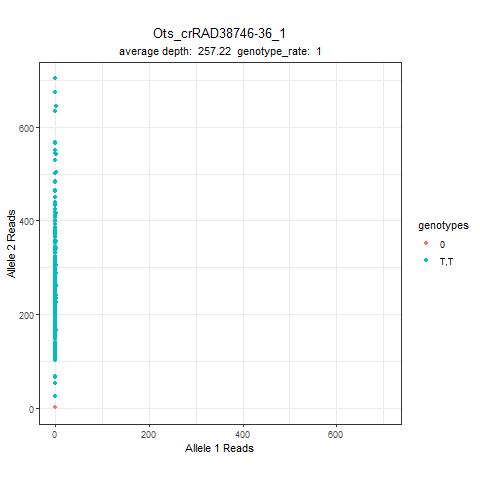 Ots_crRAD38746-36_1
average depth: 257.22 genotype_rate: 1
Allele 2 Reads
600
400
200
0
0 200 400 600
Allele 1 Reads
genotypes
0
T,T